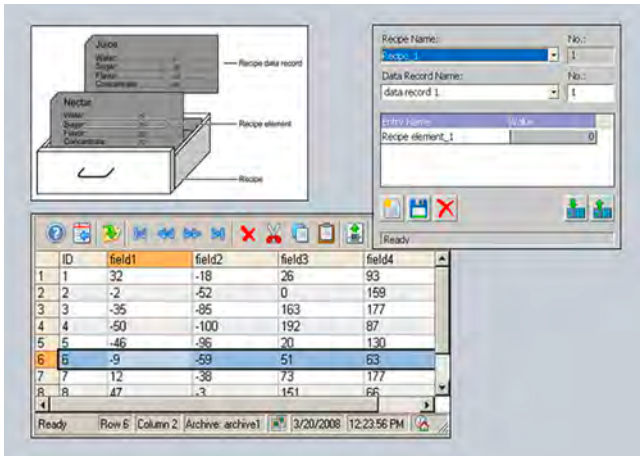 Juice
Water:
Sugar:
Flavor:
Concentrate
Recipe data record
Nectar
Water:
Sugar:
Flavor:
Concentrate:
Recipe element
Recipe
Recipe Name: No.:
Recipe_1 1
Data Record Name: No.:
data record 1 1
Entry Name Value
Recipe element_1 0
Ready
ID field1 field2 field3 field4
1 1 32 -18 26 93
2 2 -2 -52 0 159
3 3 -35 -85 163 177
4 4 -50 -100 192 87
5 5 -46 -96 20 130
6 6 -9 -59 51 63
7 7 12 -38 73 177
8 8 47 -3 151 66
Ready Row 6 Column 2 Archive: archive1 3/20/2008 12:23:56 PM